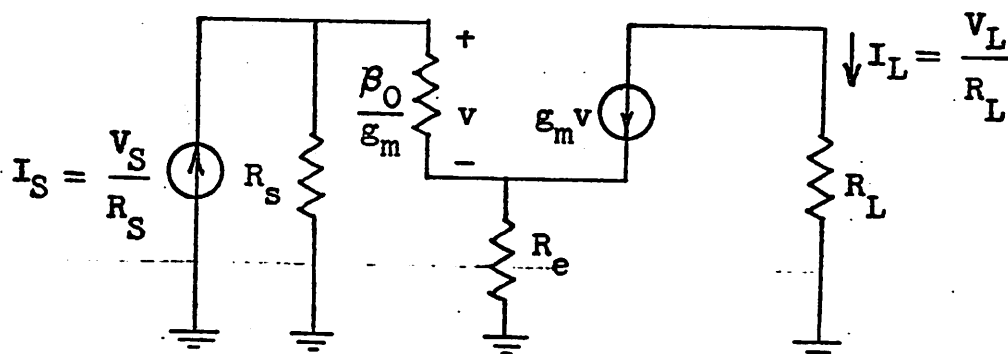 I_S = V_S / R_S
R_s
β_0 / g_m
+
v
−
g_m v
R_e
I_L = V_L / R_L
R_L